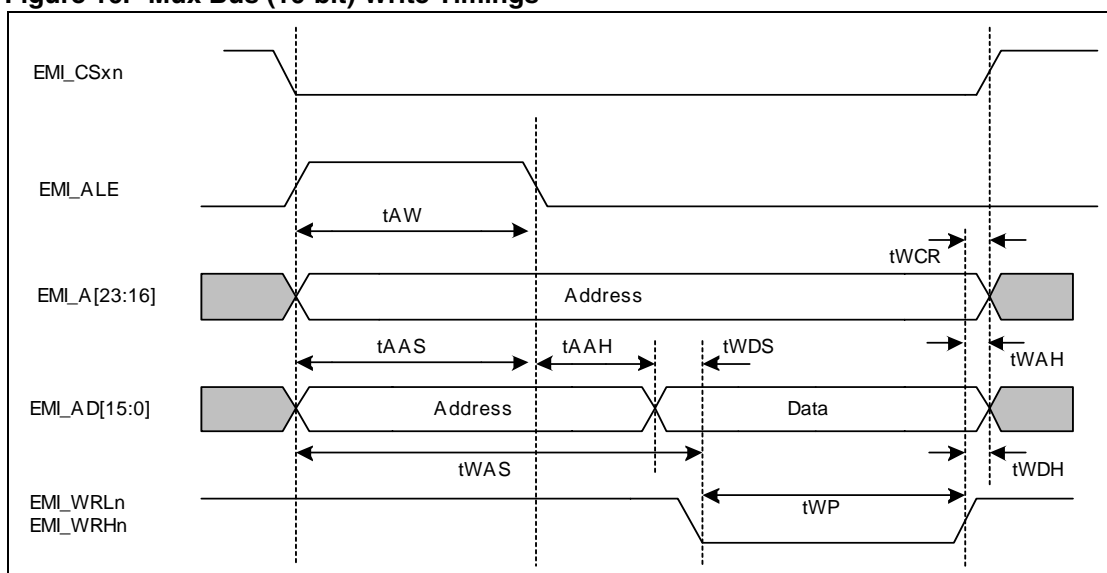 Figure Mux Bus (16-bit) Write Timings
EMI_CSxn
EMI_ALE
tAW
tWCR
EMI_A[23:16]
Address
tAAS tAAH tWDS
tWAH
EMI_AD[15:0]
Address Data
tWAS
tWDH
EMI_WRLn
EMI_WRHn
tWP